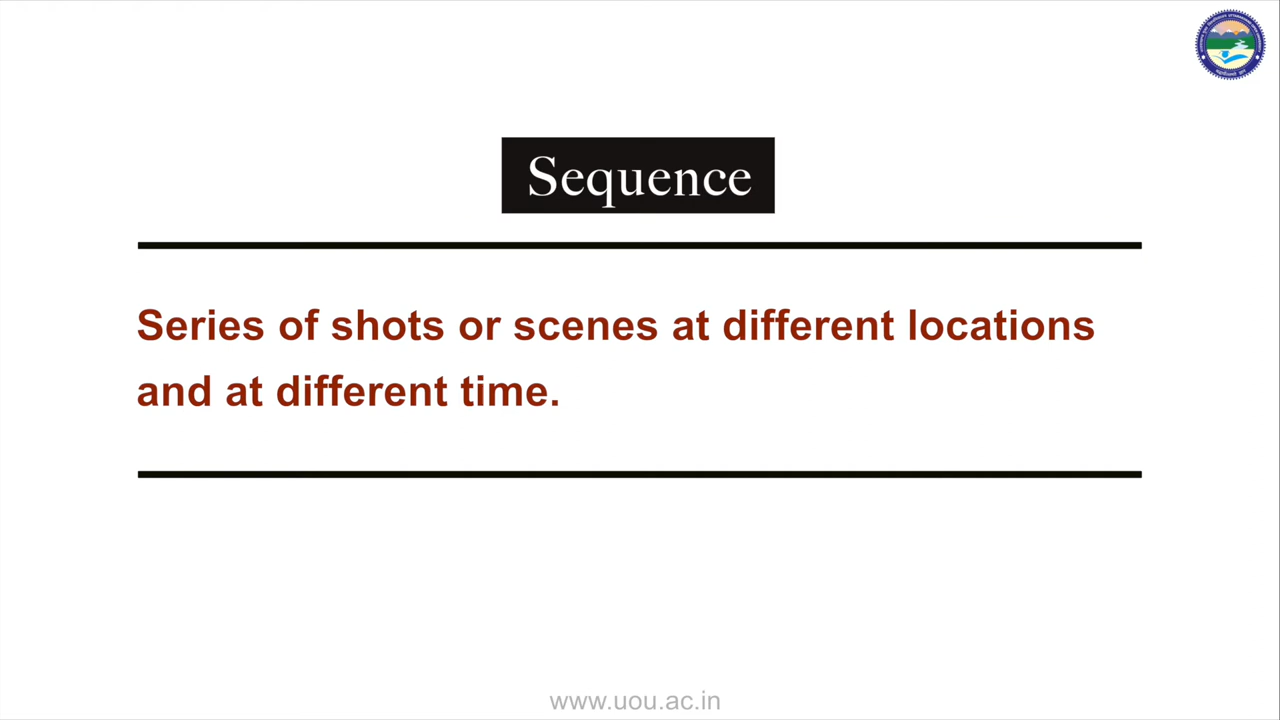 Sequence
Series of shots or scenes at different locations
and at different time.
www.uou.ac.in